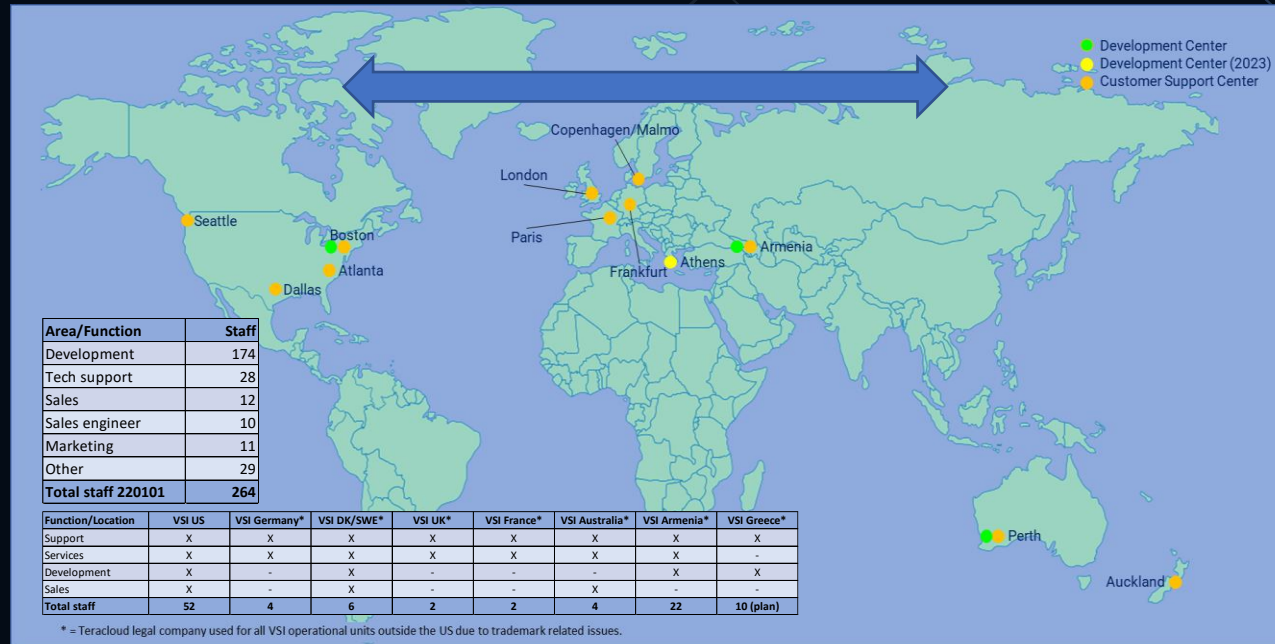 Development Center
Development Center (2023)
Customer Support Center
Copenhagen/Malmo
London
Seattle
Boston
Paris
Armenia
Athens
Frankfurt
Atlanta
Dallas
Area/Function Staff
Development 174
Tech support 28
Sales 12
Sales engineer 10
Marketing 11
Other 29
Total staff 220101 264
Function/Location VSI US VSI Germany* VSI DK/SWE* VSI UK* VSI France* VSI Australia* VSI Armenia* VSI Greece*
Support X X X X X X X X
Services X X X X X X X -
Development X - X - - - X X
Sales X - X - - X - -
Total staff 52 4 6 2 2 4 22 10 (plan)
Perth
Auckland
* = Teracloud legal company used for all VSI operational units outside the US due to trademark related issues.